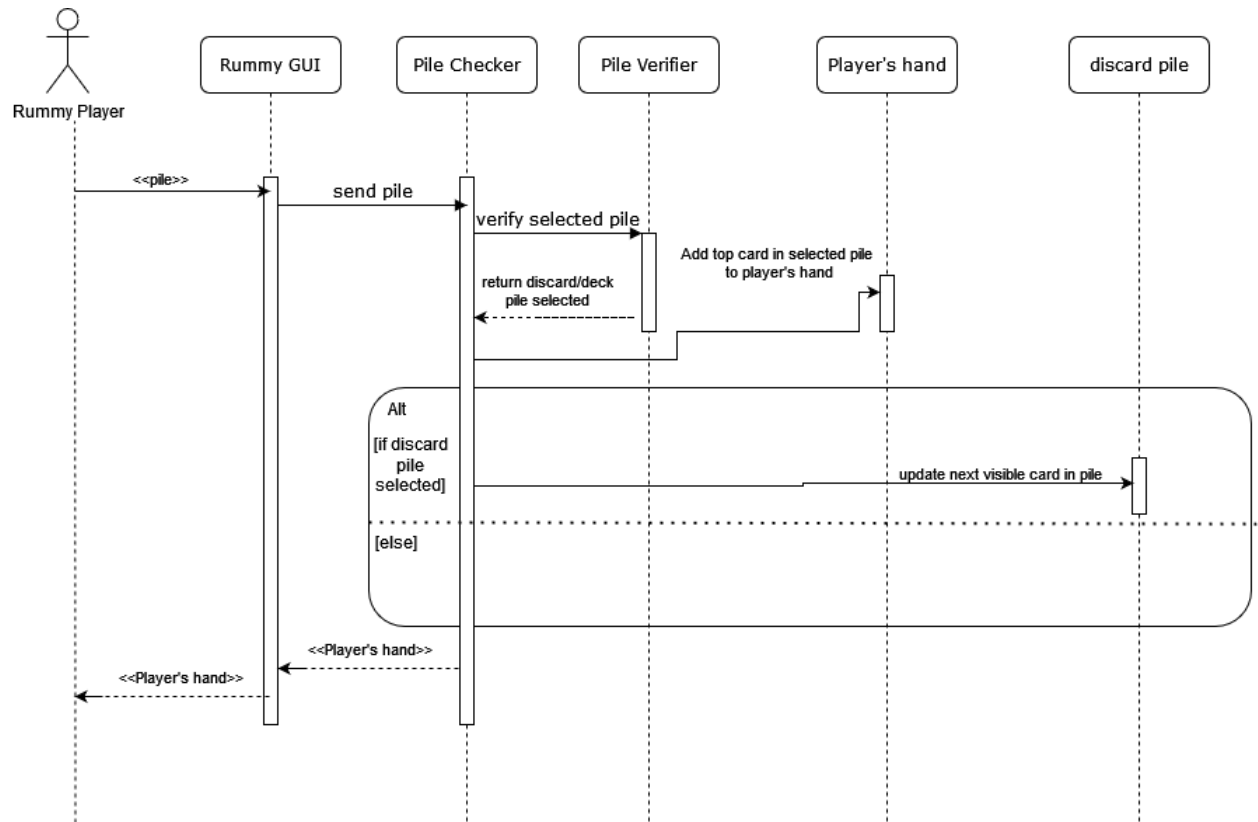 Rummy GUI
Pile Checker
Pile Verifier
Player's hand
discard pile
Rummy Player
<<pile>>
send pile
verify selected pile
Add top card in selected pile
to player's hand
return discard/deck
pile selected
Alt
[if discard
pile
selected]
update next visible card in pile
[else]
<<Player's hand>>
<<Player's hand>>